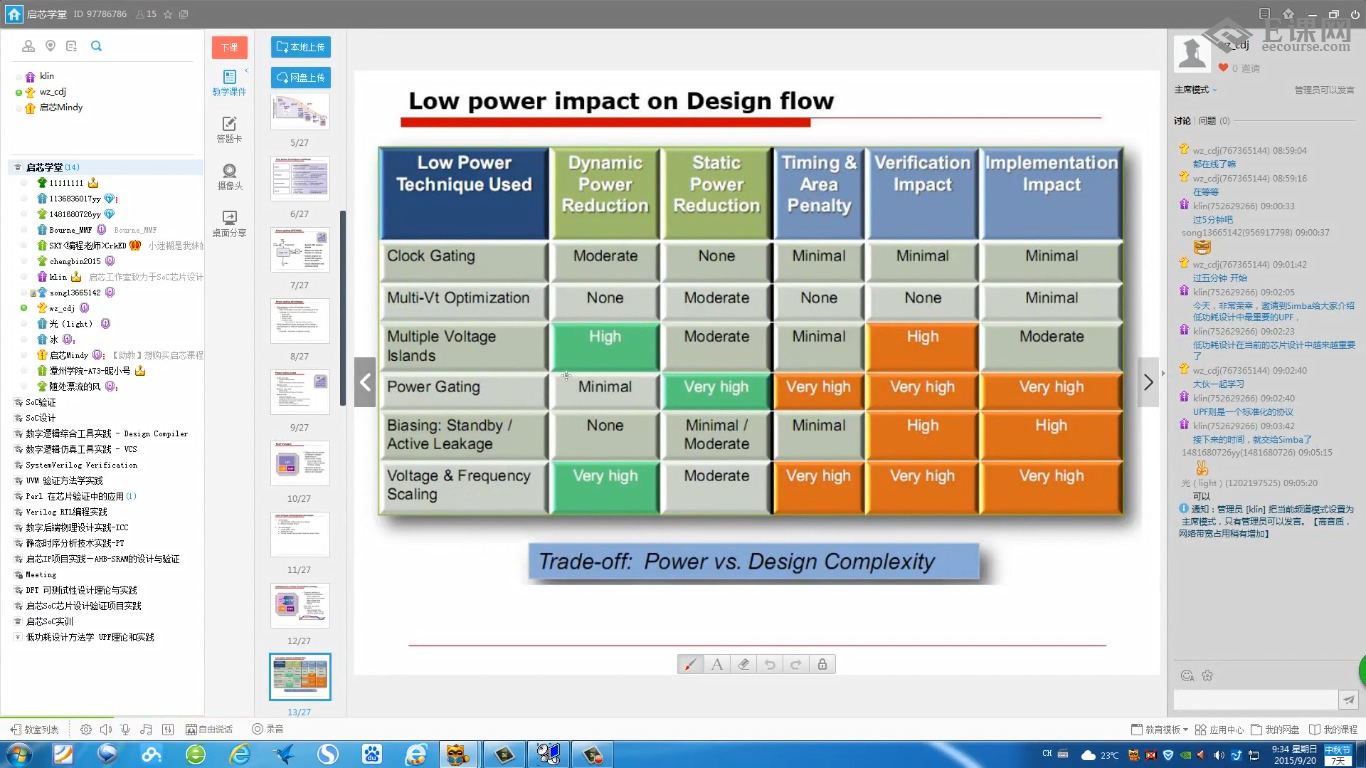 启芯学堂 ID 97786786 15
E课网
eecourse.com
klin
wz_cdj
启芯Mindy
启芯学堂 (14)
11111111
1136836017yy
1481680726yy
Bourne_MMF Bourne_MMF
SKY《编程老师》CrkED
chengbin2015
klin 启芯工作室致力于SoC芯片设计
song13665142
wz_cdj
光 (light)
冰
启芯Mindy 【助教】想购买启芯课程
萱州学院-A73-眠小号
随处漂流的风
SoC验证
SoC设计
数字逻辑综合工具实践 - Design Compiler
数字逻辑仿真工具实践 - VCS
SystemVerilog Verification
UVM 验证方法学实践
Perl 在芯片验证中的应用 (1)
Verilog RTL编程实践
数字后端物理设计实践-ICC
静态时序分析技术实践-PT
启芯IP项目实践—AHB-SRAM的设计与验证
Meeting
DFT 可测试性设计理论与实践
启芯SoC芯片设计验证项目实践
启芯SoC实训
低功耗设计方法学 UPF理论和实践
下课
教学课件
答题卡
摄像头
桌面分享
本地上传
网盘上传
5/27
6/27
7/27
8/27
9/27
10/27
11/27
12/27
13/27
Low power impact on Design flow
Low Power Technique Used Dynamic Power Reduction Static Power Reduction Timing & Area Penalty Verification Impact Implementation Impact
Clock Gating Moderate None Minimal Minimal Minimal
Multi-Vt Optimization None Moderate None None Minimal
Multiple Voltage Islands High Moderate Minimal High Moderate
Power Gating Minimal Very high Very high Very high Very high
Biasing: Standby / Active Leakage None Minimal / Moderate Minimal High High
Voltage & Frequency Scaling Very high Moderate Very high Very high Very high
Trade-off: Power vs. Design Complexity
wz_cdj
0 邀请
主席模式 管理员可以发言
讨论 问题 (0)
wz_cdj(767365144) 08:59:04
都在线了嘛
wz_cdj(767365144) 08:59:16
在等等
klin(752629266) 09:00:33
过5分钟吧
song13665142(956917798) 09:00:37
wz_cdj(767365144) 09:01:42
过五分钟 开始
klin(752629266) 09:02:05
今天，非常荣幸，邀请到Simba给大家介绍
低功耗设计中最重要的UPF，
klin(752629266) 09:02:23
低功耗设计在当前的芯片设计中越来越重要
了
wz_cdj(767365144) 09:02:40
大伙一起学习
klin(752629266) 09:02:40
UPF则是一个标准化的协议
klin(752629266) 09:03:42
接下来的时间，就交给Simba了
1481680726yy(1481680726) 09:05:15
光 ( light ) (1202197525) 09:05:20
可以
通知：管理员 [klin] 把当前频道模式设置为
主席模式，只有管理员可以发言。【高音质，
网络带宽占用稍有增加】
教室列表 自由说话 录音
教育模板 应用中心 我的网盘 我的课程
CH 23℃ 9:34 星期日
2015/9/20
中秋节
7天